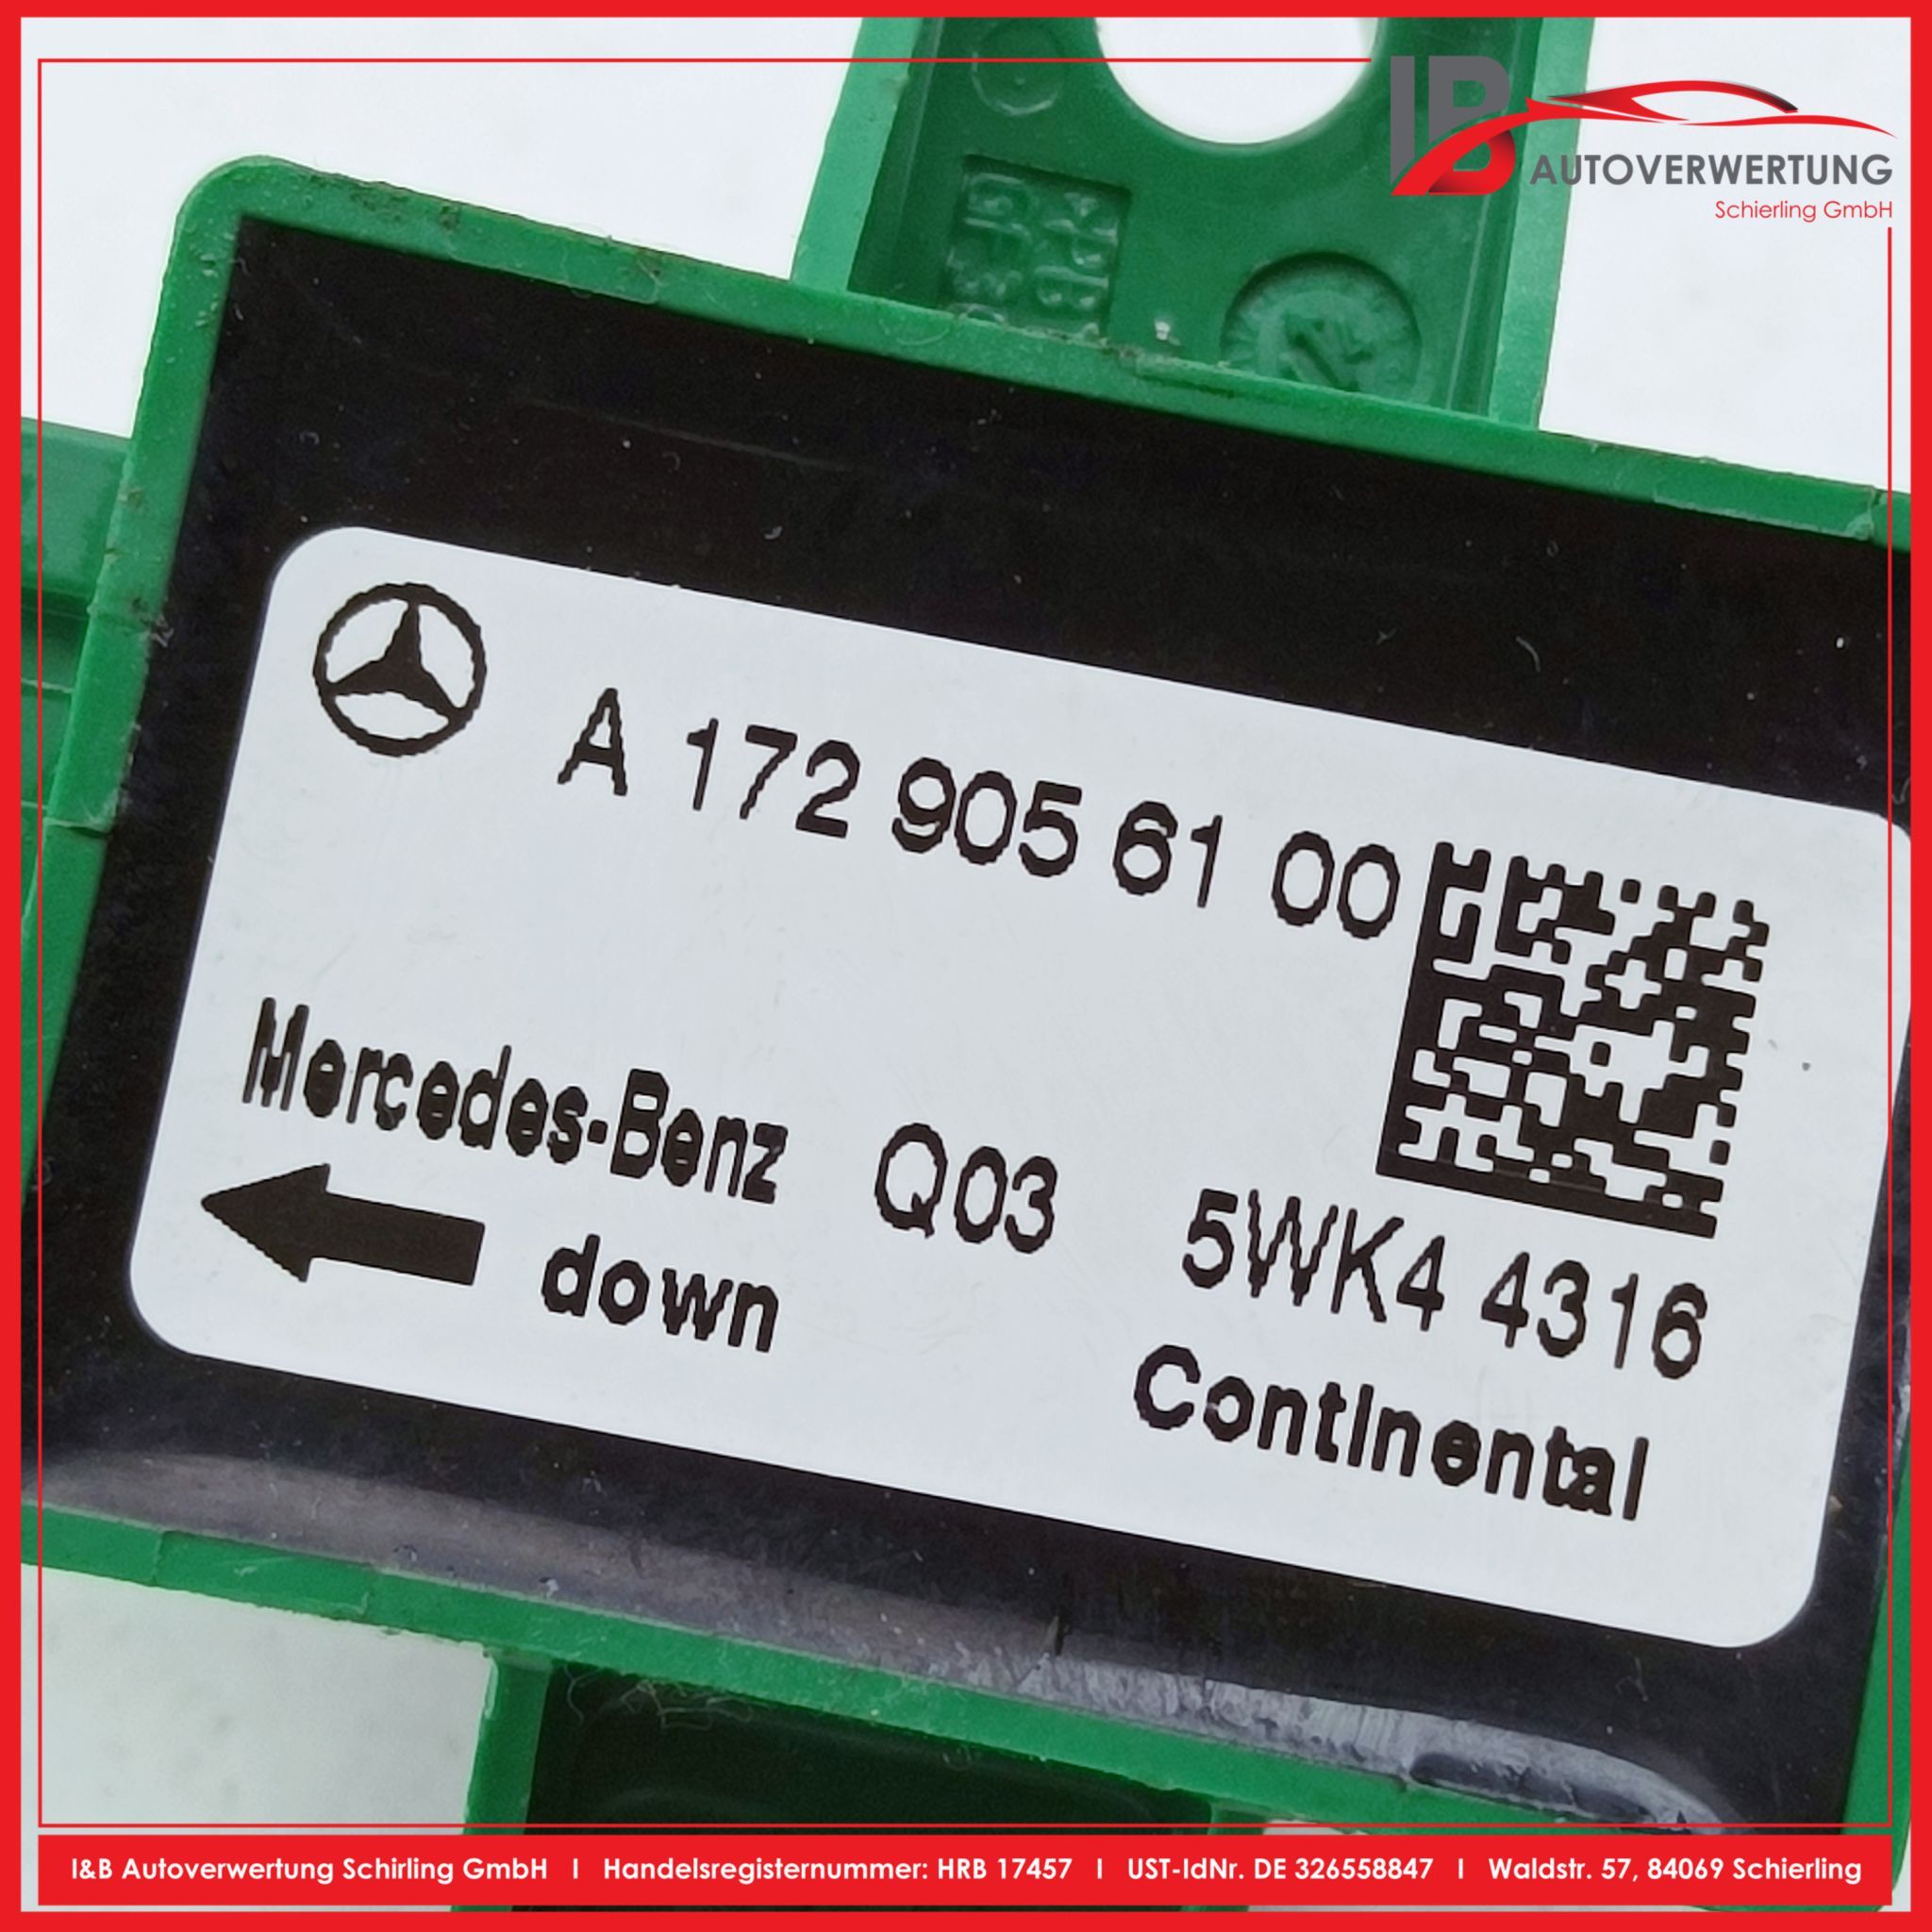 IB
AUTOVERWERTUNG
Schierling GmbH
A 172 905 61 00
Mercedes-Benz Q03 5WK4 4316
down
Continental
I&B Autoverwertung Schirling GmbH I Handelsregisternummer: HRB 17457 I UST-IdNr. DE 326558847 I Waldstr. 57, 84069 Schierling